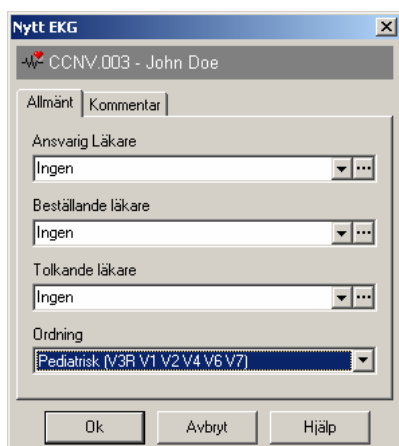 Nytt EKG
CCNV.003 - John Doe
Allmänt Kommentar
Ansvarig Läkare
Ingen
Beställande läkare
Ingen
Tolkande läkare
Ingen
Ordning
Pediatrisk (V3R V1 V2 V4 V6 V7)
Ok Avbryt Hjälp